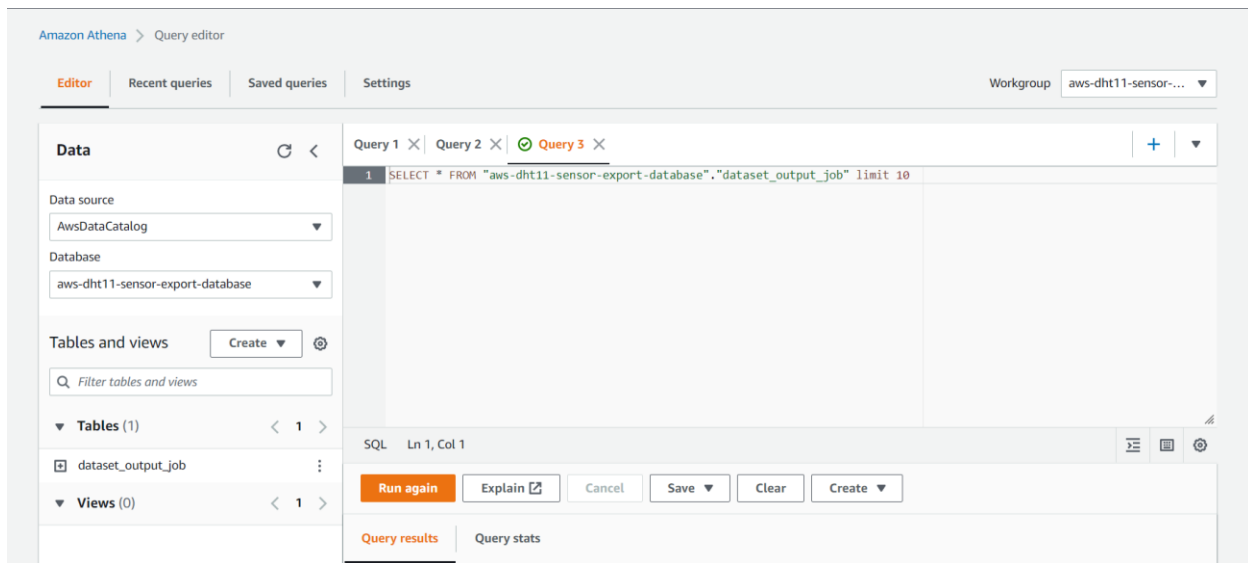 Amazon Athena > Query editor
Editor Recent queries Saved queries Settings
Workgroup aws-dht11-sensor-...
Data
Data source
AwsDataCatalog
Database
aws-dht11-sensor-export-database
Tables and views Create
Filter tables and views
Tables (1) < 1 >
dataset_output_job
Views (0) < 1 >
Query 1 Query 2 Query 3
1 SELECT * FROM "aws-dht11-sensor-export-database"."dataset_output_job" limit 10
SQL Ln 1, Col 1
Run again Explain Cancel Save Clear Create
Query results Query stats